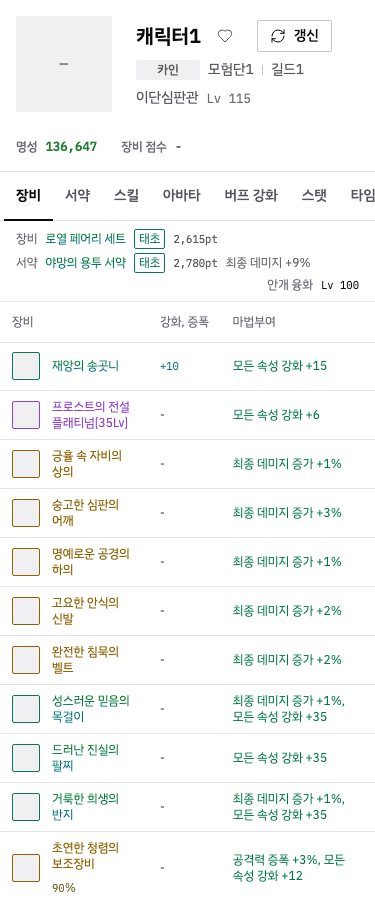 캐릭터1 ♡ 갱신
카인 모험단1 | 길드1
이단심판관 Lv 115
명성 136,647 장비 점수 -
장비 서약 스킬 아바타 버프 강화 스탯 타임
장비 로열 페어리 세트 태초 2,615pt
서약 야망의 용투 서약 태초 2,780pt 최종 데미지 +9%
안개 융화 Lv 100
장비 강화, 증폭 마법부여
재앙의 송곳니 +10 모든 속성 강화 +15
프로스트의 전설
플래티넘[35Lv] - 모든 속성 강화 +6
긍휼 속 자비의
상의 - 최종 데미지 증가 +1%
숭고한 심판의
어깨 - 최종 데미지 증가 +3%
명예로운 공경의
하의 - 최종 데미지 증가 +1%
고요한 안식의
신발 - 최종 데미지 증가 +2%
완전한 침묵의
벨트 - 최종 데미지 증가 +2%
성스러운 믿음의
목걸이 - 최종 데미지 증가 +1%,
모든 속성 강화 +35
드러난 진실의
팔찌 - 모든 속성 강화 +35
거룩한 희생의
반지 - 최종 데미지 증가 +1%,
모든 속성 강화 +35
초연한 청렴의
보조장비
90% - 공격력 증폭 +3%, 모든
속성 강화 +12